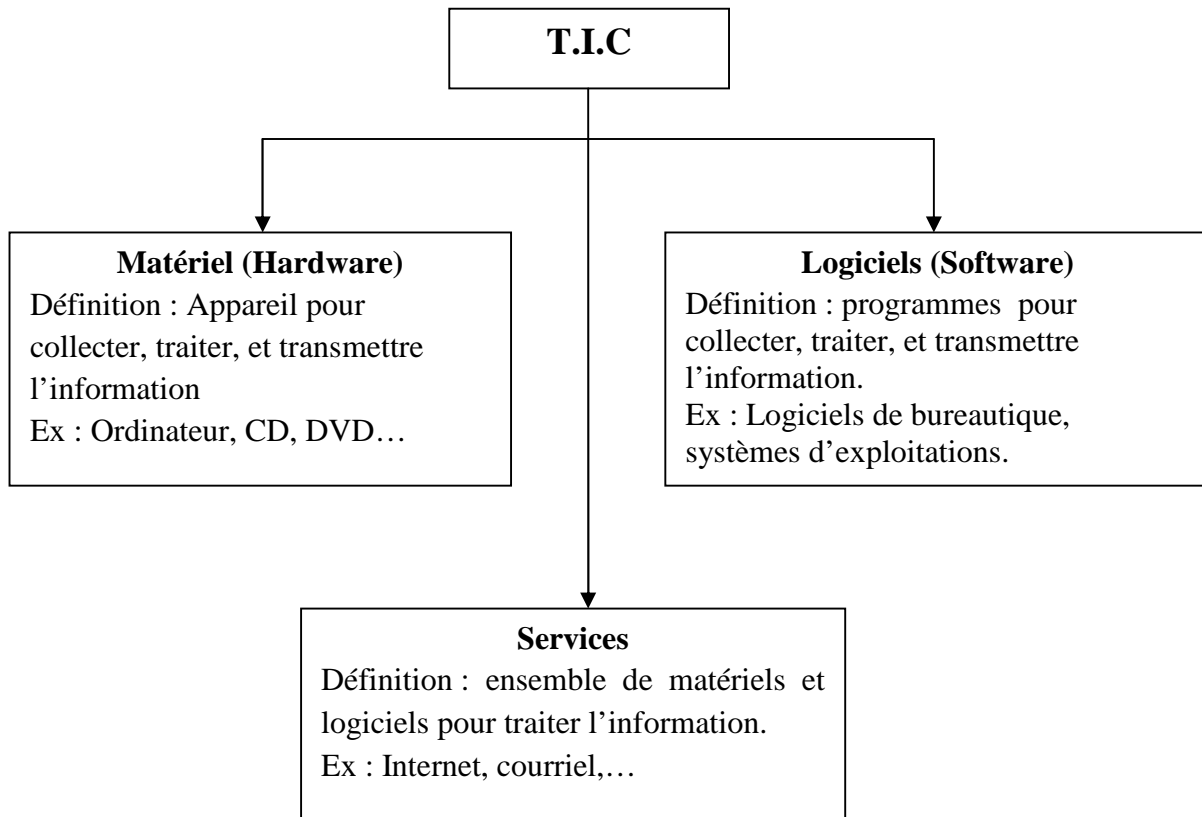 T.I.C
Matériel (Hardware)
Définition : Appareil pour
collecter, traiter, et transmettre
l’information
Ex : Ordinateur, CD, DVD…
Logiciels (Software)
Définition : programmes pour
collecter, traiter, et transmettre
l’information.
Ex : Logiciels de bureautique,
systèmes d’exploitations.
Services
Définition : ensemble de matériels et
logiciels pour traiter l’information.
Ex : Internet, courriel,…